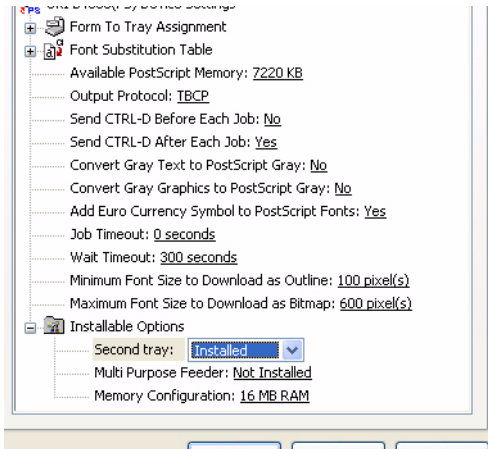 Device Settings
Form To Tray Assignment
Font Substitution Table
Available PostScript Memory: 7220 KB
Output Protocol: TBCP
Send CTRL-D Before Each Job: No
Send CTRL-D After Each Job: Yes
Convert Gray Text to PostScript Gray: No
Convert Gray Graphics to PostScript Gray: No
Add Euro Currency Symbol to PostScript Fonts: Yes
Job Timeout: 0 seconds
Wait Timeout: 300 seconds
Minimum Font Size to Download as Outline: 100 pixel(s)
Maximum Font Size to Download as Bitmap: 600 pixel(s)
Installable Options
Second tray: Installed
Multi Purpose Feeder: Not Installed
Memory Configuration: 16 MB RAM